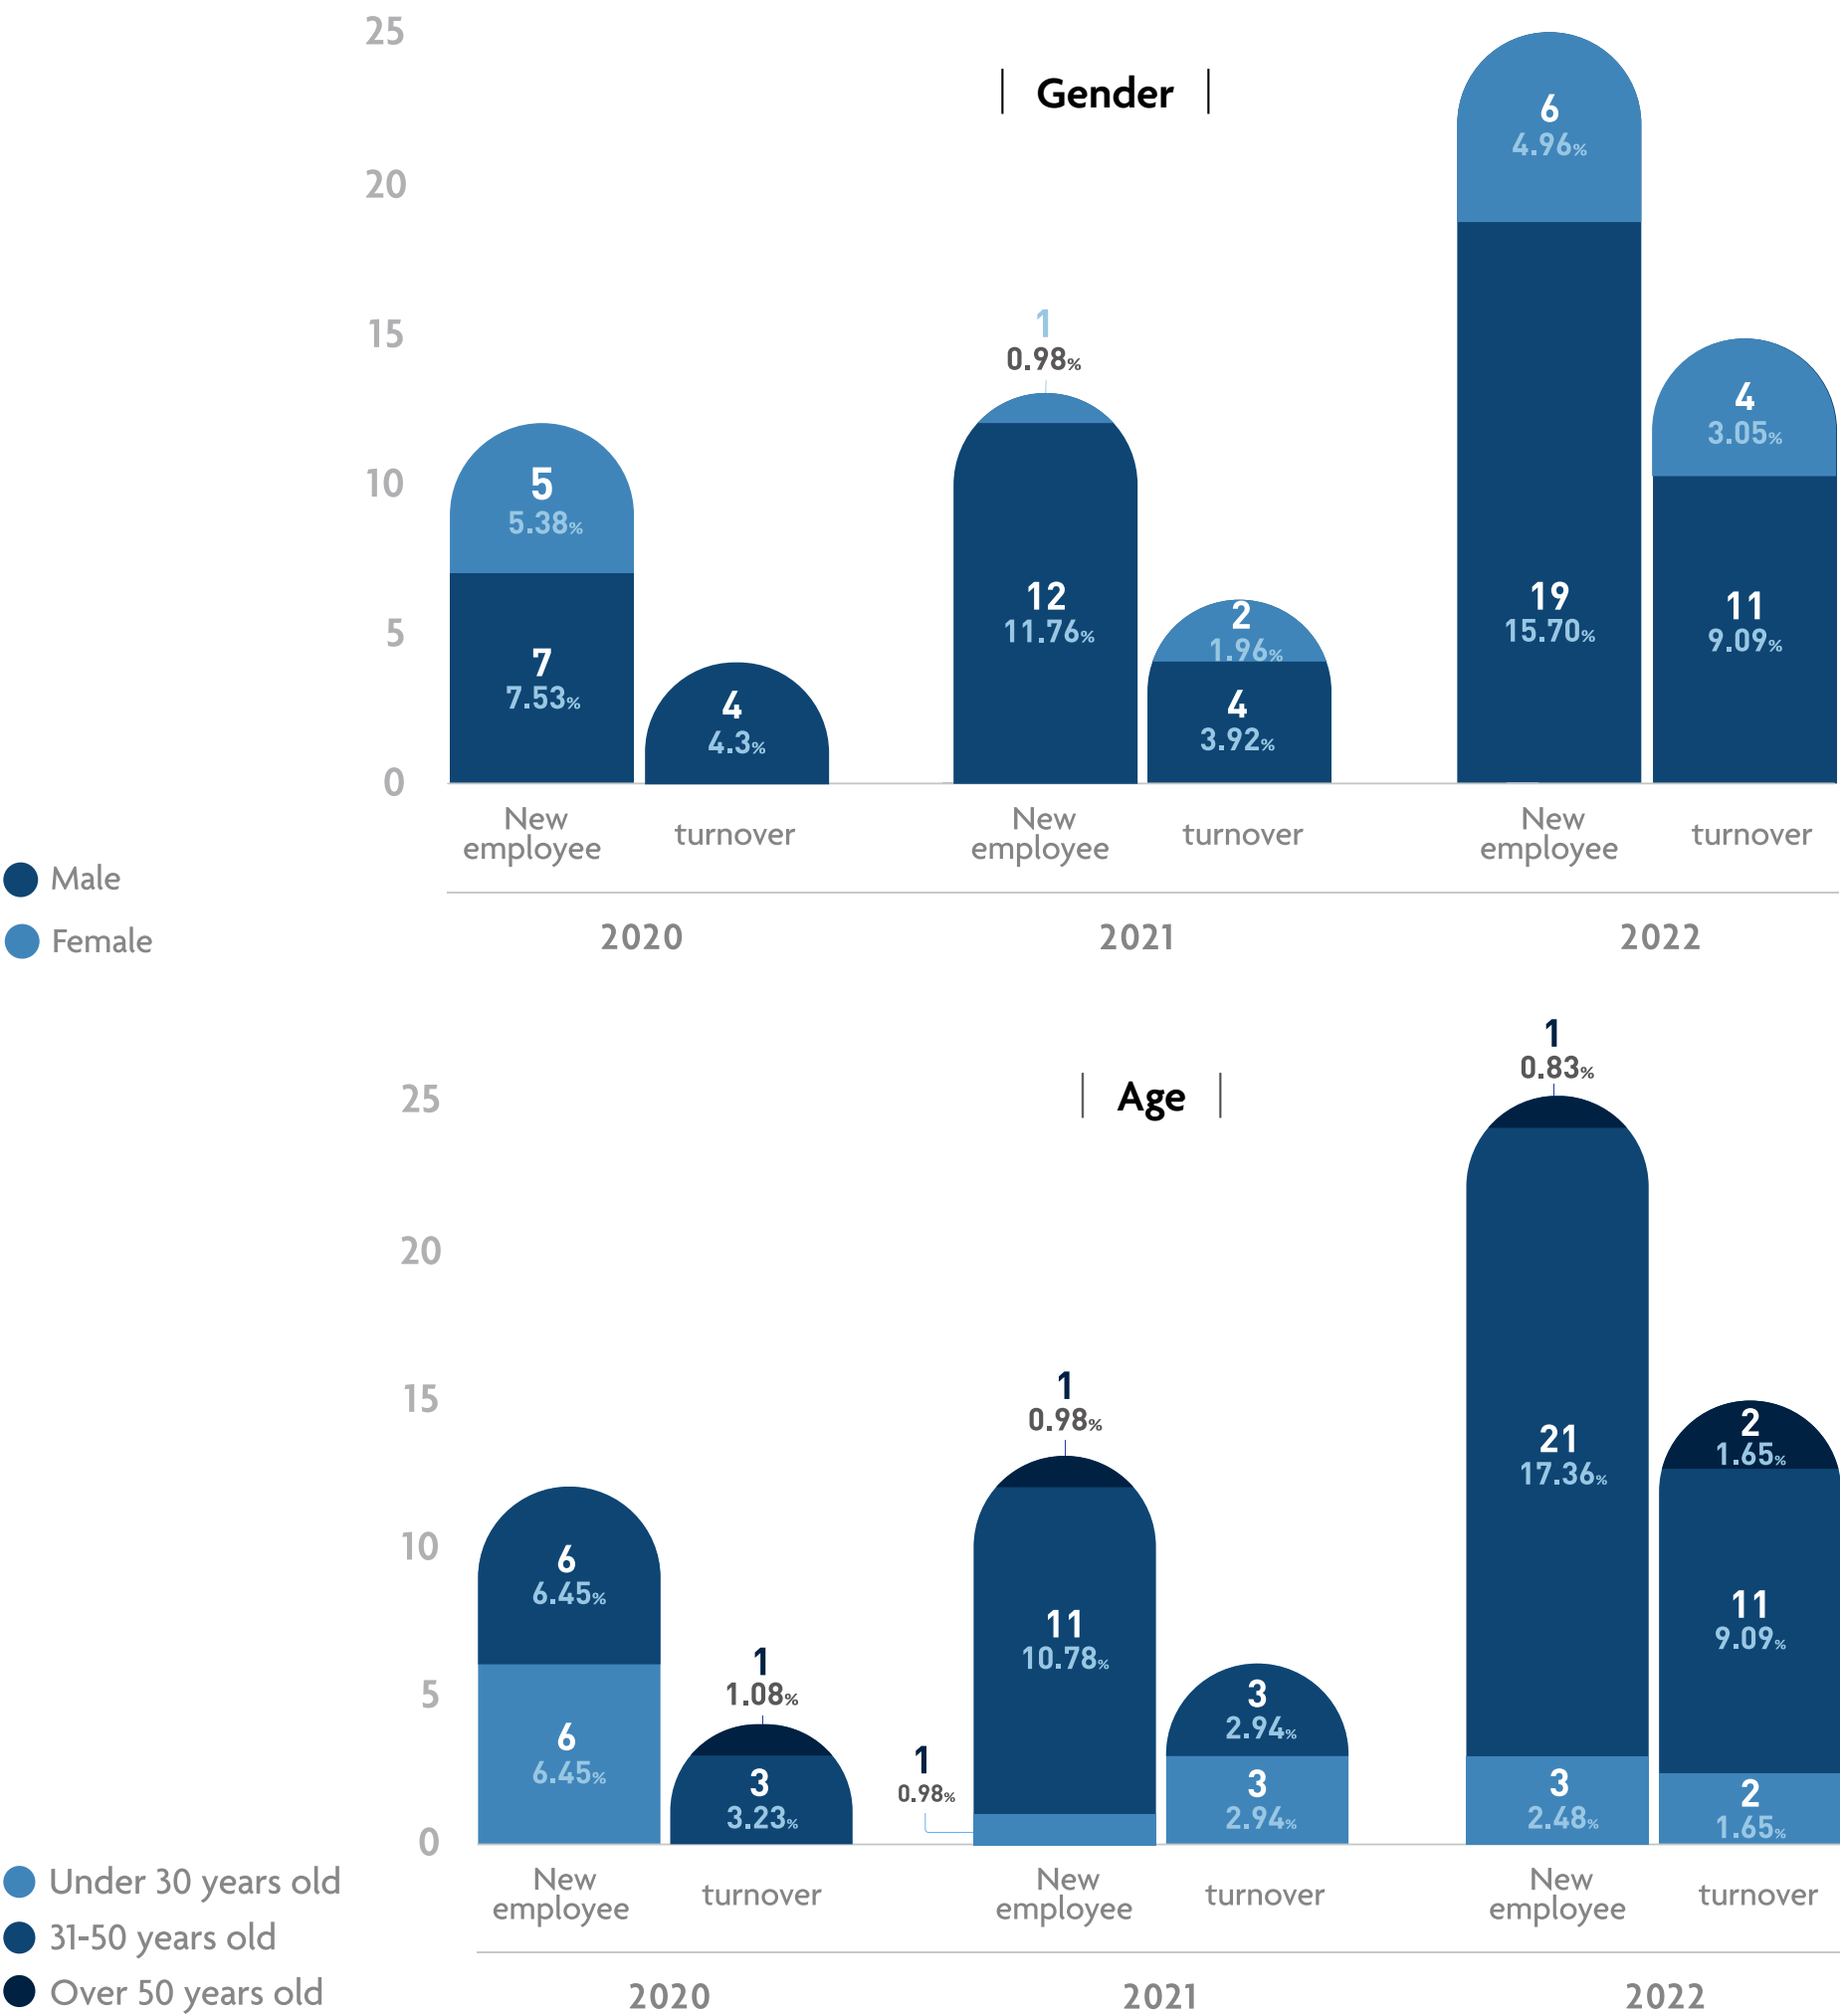 Gender
25
20
15
10
5
0
5
5.38%
7
7.53%
4
4.3%
1
0.98%
12
11.76%
2
1.96%
4
3.92%
6
4.96%
19
15.70%
4
3.05%
11
9.09%
New
employee
turnover
New
employee
turnover
New
employee
turnover
2020
2021
2022
Male
Female
Age
25
20
15
10
5
0
6
6.45%
6
6.45%
1
1.08%
3
3.23%
1
0.98%
11
10.78%
1
0.98%
3
2.94%
3
2.94%
1
0.83%
21
17.36%
3
2.48%
2
1.65%
11
9.09%
2
1.65%
New
employee
turnover
New
employee
turnover
New
employee
turnover
2020
2021
2022
Under 30 years old
31-50 years old
Over 50 years old